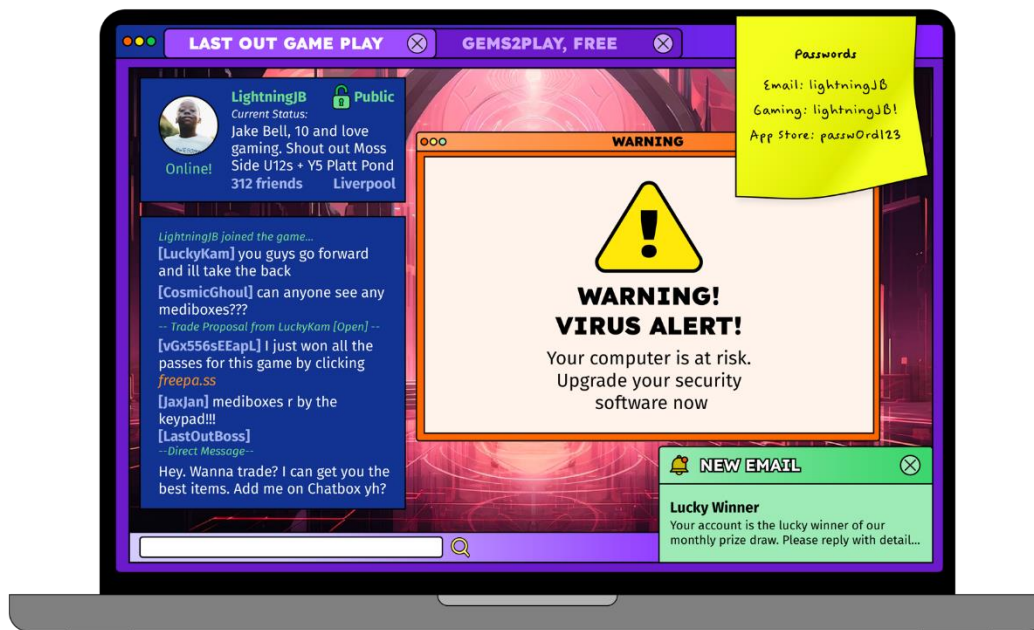 LAST OUT GAME PLAY
GEMS2PLAY, FREE
Passwords
Email: lightningJB
Gaming: lightningJB!
App Store: passw0rd123
LightningJB
Public
Current Status:
Jake Bell, 10 and love
gaming. Shout out Moss
Side U12s + Y5 Platt Pond
Online!
312 friends
Liverpool
LightningJB joined the game...
[LuckyKam] you guys go forward
and ill take the back
[CosmicGhoul] can anyone see any
mediboxes???
-- Trade Proposal from LuckyKam [Open] --
[vGx556sEEapL] I just won all the
passes for this game by clicking
freepa.ss
[JaxJan] mediboxes r by the
keypad!!!
[LastOutBoss]
--Direct Message--
Hey. Wanna trade? I can get you the
best items. Add me on Chatbox yh?
WARNING
!
WARNING!
VIRUS ALERT!
Your computer is at risk.
Upgrade your security
software now
NEW EMAIL
Lucky Winner
Your account is the lucky winner of our
monthly prize draw. Please reply with detail...